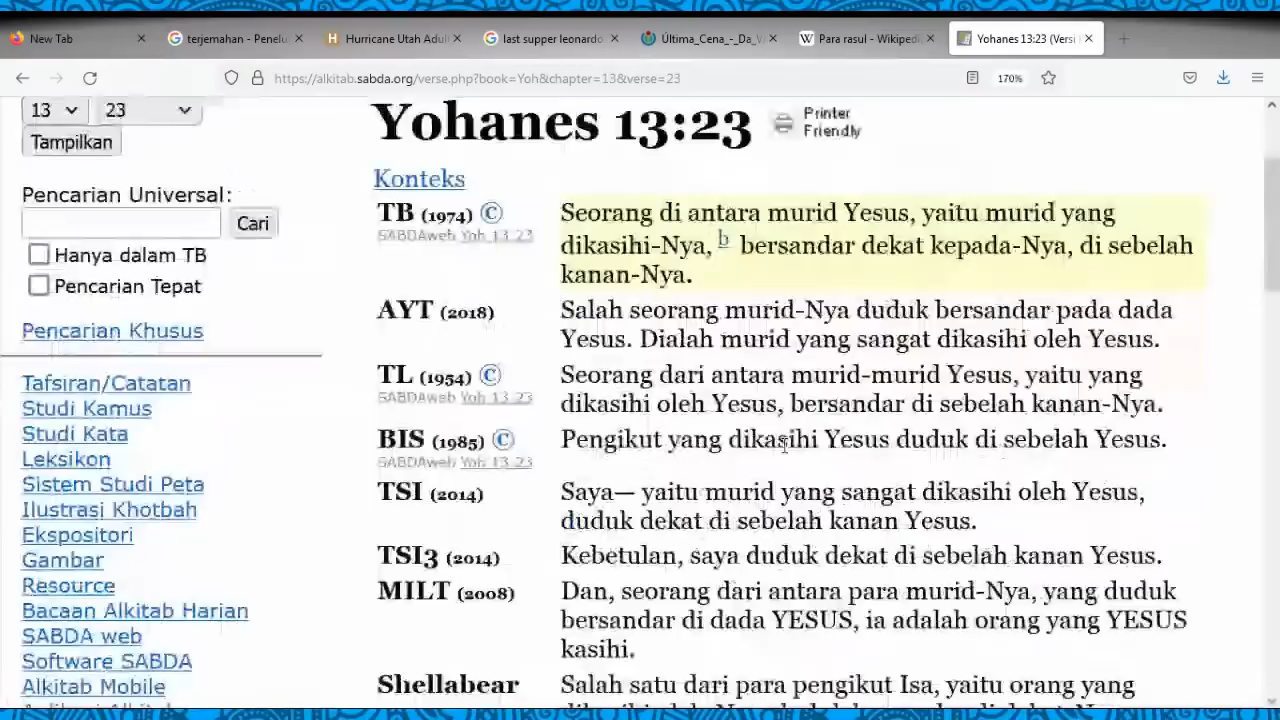 New Tab
terjemahan - Penelu
Hurricane Utah Adul
last supper leonardo
Última_Cena_-_Da_V
Para rasul - Wikipedi
Yohanes 13:23 (Versi
https://alkitab.sabda.org/verse.php?book=Yoh&chapter=13&verse=23
170%
13
23
Tampilkan
Pencarian Universal:
Cari
Hanya dalam TB
Pencarian Tepat
Pencarian Khusus
Tafsiran/Catatan
Studi Kamus
Studi Kata
Leksikon
Sistem Studi Peta
Ilustrasi Khotbah
Ekspositori
Gambar
Resource
Bacaan Alkitab Harian
SABDA web
Software SABDA
Alkitab Mobile
Yohanes 13:23
Printer
Friendly
Konteks
TB (1974) ©
SABDAweb Yoh 13:23
Seorang di antara murid Yesus, yaitu murid yang
dikasihi-Nya, b bersandar dekat kepada-Nya, di sebelah
kanan-Nya.
AYT (2018)
Salah seorang murid-Nya duduk bersandar pada dada
Yesus. Dialah murid yang sangat dikasihi oleh Yesus.
TL (1954) ©
SABDAweb Yoh 13:23
Seorang dari antara murid-murid Yesus, yaitu yang
dikasihi oleh Yesus, bersandar di sebelah kanan-Nya.
BIS (1985) ©
SABDAweb Yoh 13:23
Pengikut yang dikasihi Yesus duduk di sebelah Yesus.
TSI (2014)
Saya— yaitu murid yang sangat dikasihi oleh Yesus,
duduk dekat di sebelah kanan Yesus.
TSI3 (2014)
Kebetulan, saya duduk dekat di sebelah kanan Yesus.
MILT (2008)
Dan, seorang dari antara para murid-Nya, yang duduk
bersandar di dada YESUS, ia adalah orang yang YESUS
kasihi.
Shellabear
Salah satu dari para pengikut Isa, yaitu orang yang